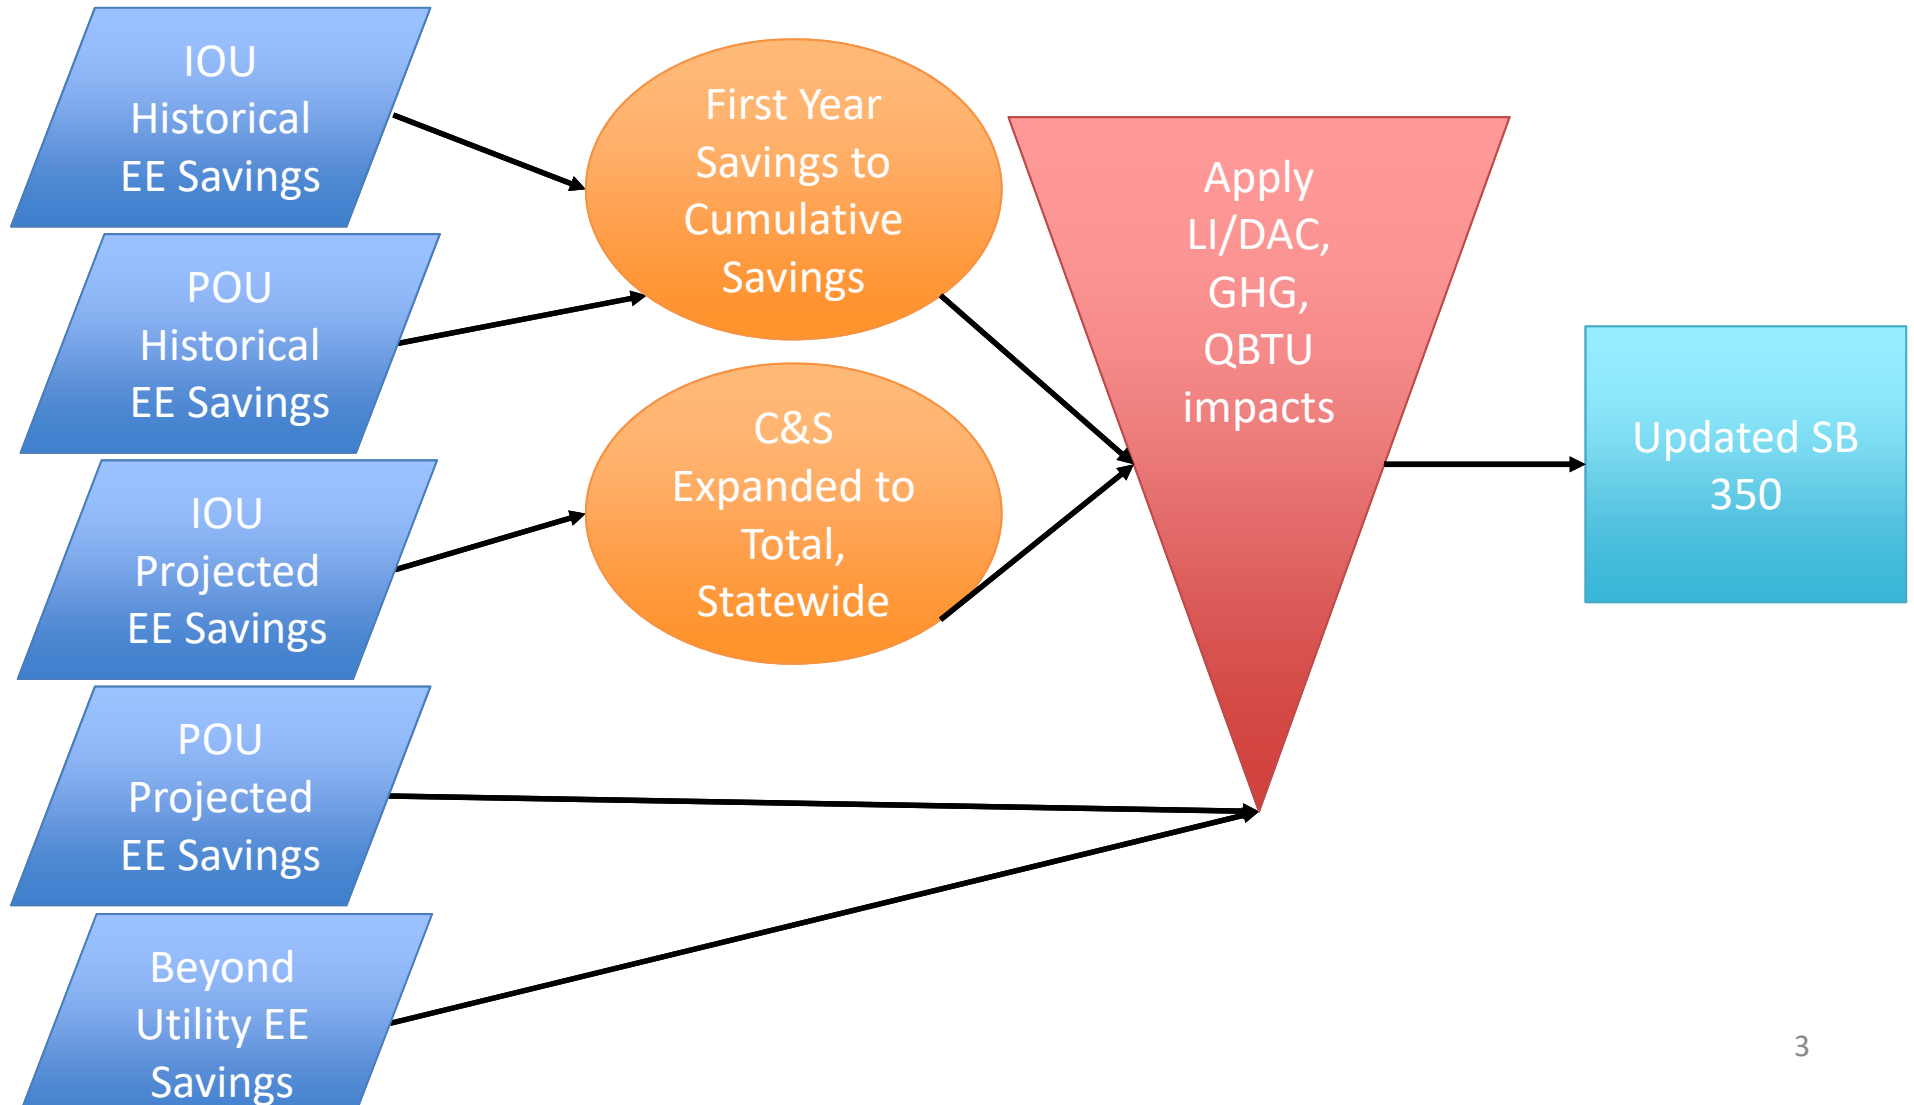 IOU
Historical
EE Savings
POU
Historical
EE Savings
IOU
Projected
EE Savings
POU
Projected
EE Savings
Beyond
Utility EE
Savings
First Year
Savings to
Cumulative
Savings
C&S
Expanded to
Total,
Statewide
Apply
LI/DAC,
GHG,
QBTU
impacts
Updated SB
350
3